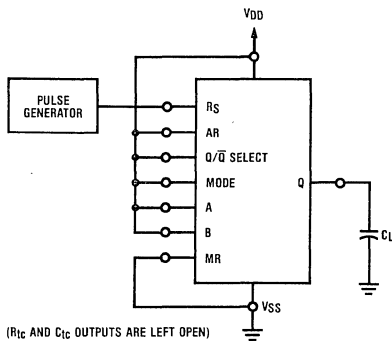 VDD
PULSE
GENERATOR
RS
AR
Q/Q̅ SELECT
MODE
A
B
MR
Q
CL
VSS
(Rtc AND Ctc OUTPUTS ARE LEFT OPEN)